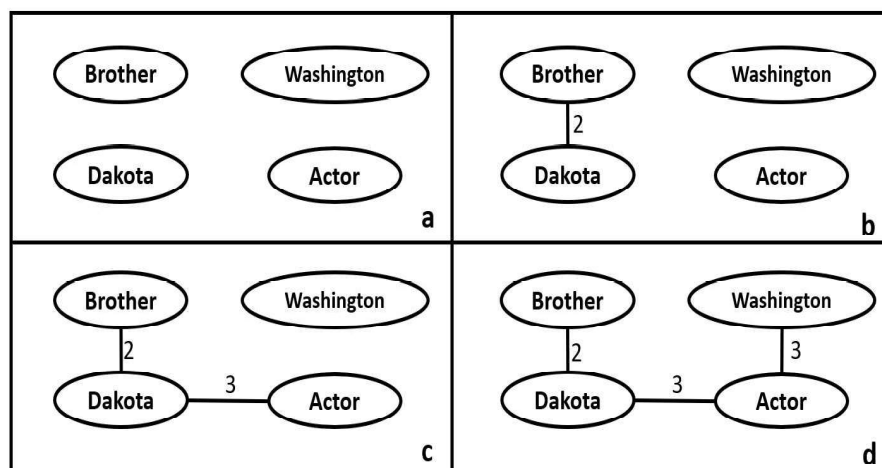 Brother Washington
Dakota Actor
a
Brother Washington
2
Dakota Actor
b
Brother Washington
2
3
Dakota Actor
c
Brother Washington
2 3
3
Dakota Actor
d